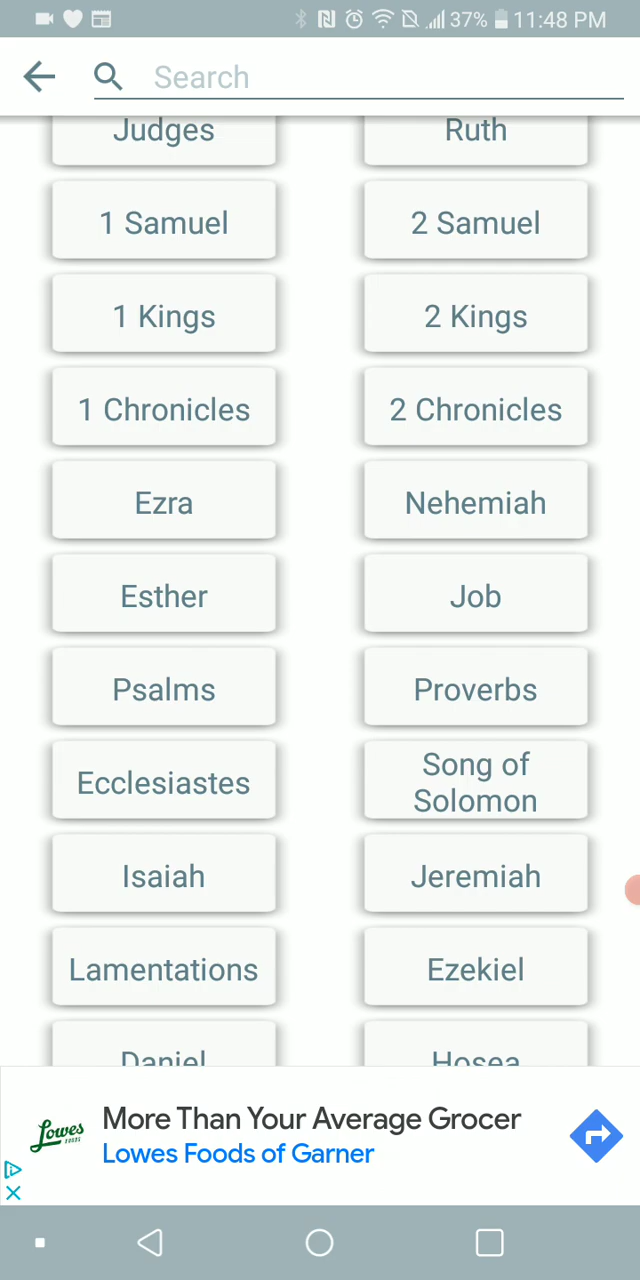 37% 11:48 PM
Search
Judges Ruth
1 Samuel 2 Samuel
1 Kings 2 Kings
1 Chronicles 2 Chronicles
Ezra Nehemiah
Esther Job
Psalms Proverbs
Ecclesiastes Song of
Solomon
Isaiah Jeremiah
Lamentations Ezekiel
Daniel Hosea
Lowes
FOODS
More Than Your Average Grocer
Lowes Foods of Garner